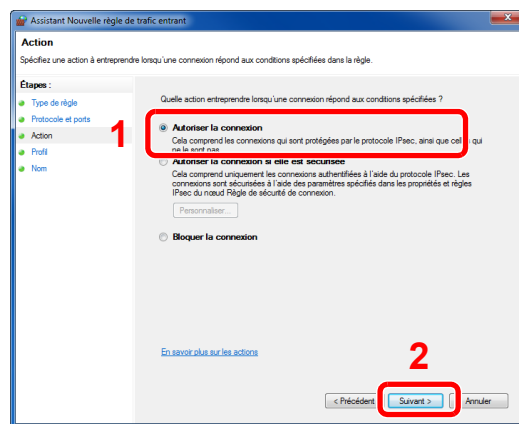 Assistant Nouvelle règle de trafic entrant
Action
Spécifiez une action à entreprendre lorsqu'une connexion répond aux conditions spécifiées dans la règle.
Étapes :
Type de règle
Protocole et ports
Action
Profil
Nom
Quelle action entreprendre lorsqu'une connexion répond aux conditions spécifiées ?
1
Autoriser la connexion
Cela comprend les connexions qui sont protégées par le protocole IPsec, ainsi que celles qui
ne le sont pas.
Autoriser la connexion si elle est sécurisée
Cela comprend uniquement les connexions authentifiées à l'aide du protocole IPsec. Les
connexions sont sécurisées à l'aide des paramètres spécifiés dans les propriétés et règles
IPsec du nœud Règle de sécurité de connexion.
Personnaliser...
Bloquer la connexion
En savoir plus sur les actions
2
< Précédent
Suivant >
Annuler